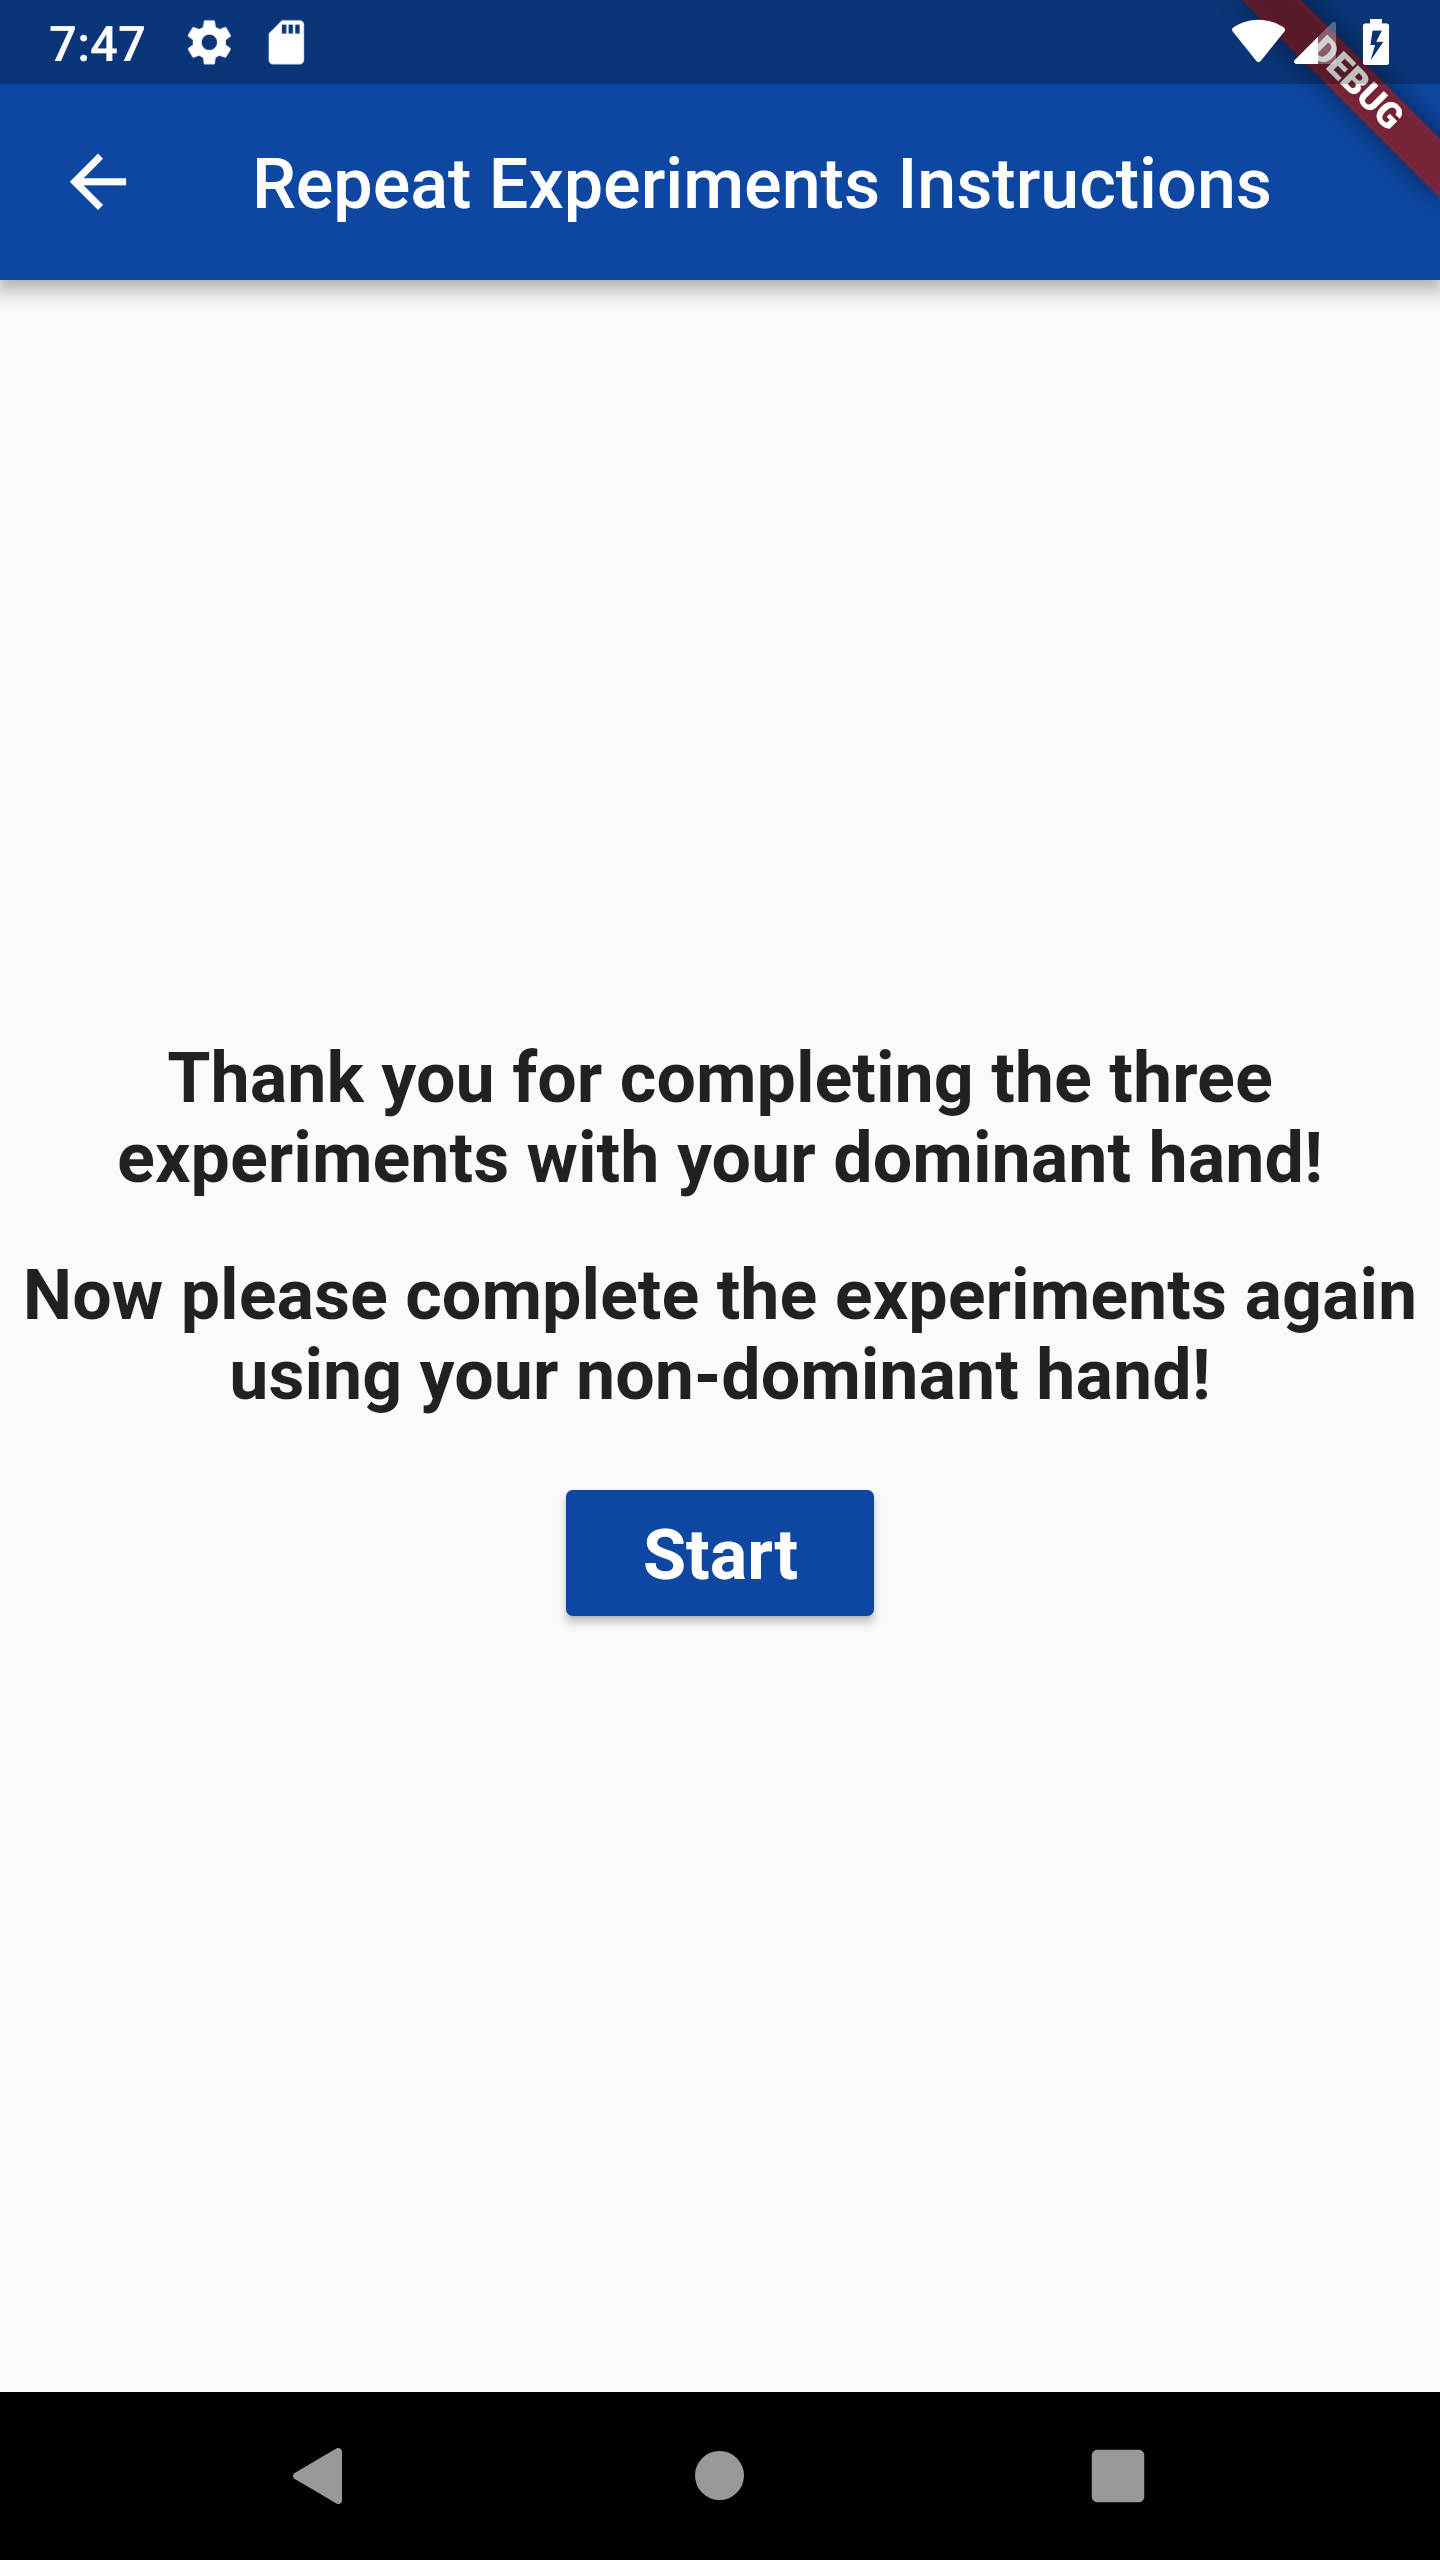 7:47
DEBUG
Repeat Experiments Instructions
Thank you for completing the three
experiments with your dominant hand!
Now please complete the experiments again
using your non-dominant hand!
Start